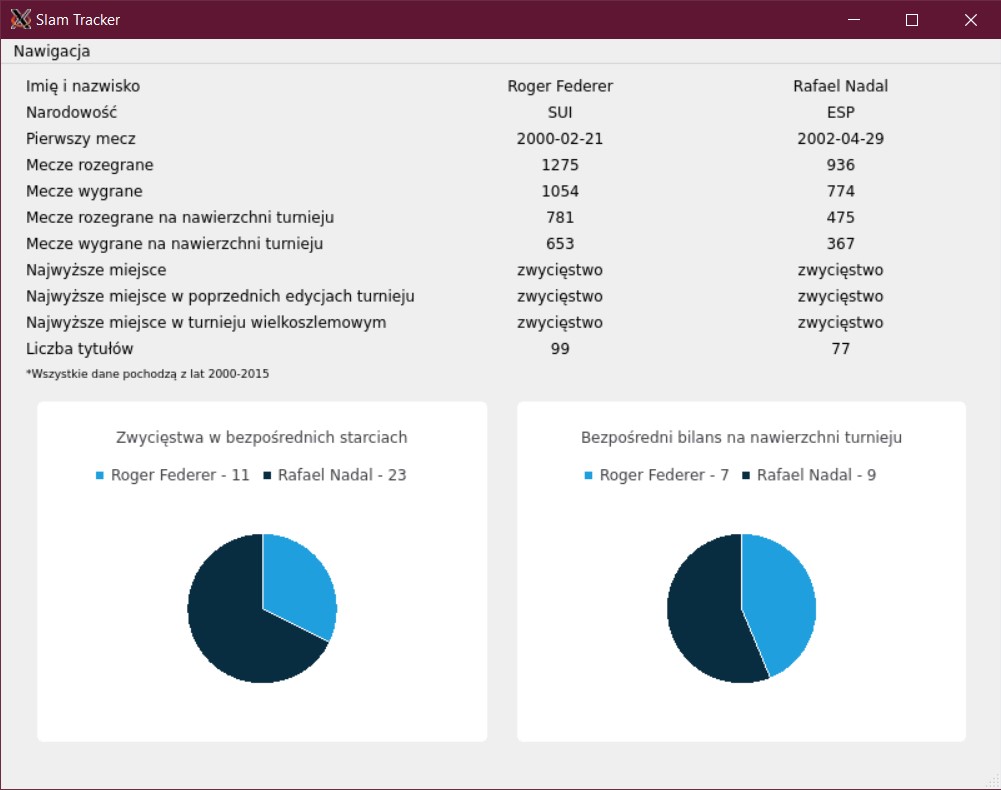 Slam Tracker
Nawigacja
Imię i nazwisko Roger Federer Rafael Nadal
Narodowość SUI ESP
Pierwszy mecz 2000-02-21 2002-04-29
Mecze rozegrane 1275 936
Mecze wygrane 1054 774
Mecze rozegrane na nawierzchni turnieju 781 475
Mecze wygrane na nawierzchni turnieju 653 367
Najwyższe miejsce zwycięstwo zwycięstwo
Najwyższe miejsce w poprzednich edycjach turnieju zwycięstwo zwycięstwo
Najwyższe miejsce w turnieju wielkoszlemowym zwycięstwo zwycięstwo
Liczba tytułów 99 77
*Wszystkie dane pochodzą z lat 2000-2015
Zwycięstwa w bezpośrednich starciach
Roger Federer - 11 Rafael Nadal - 23
Bezpośredni bilans na nawierzchni turnieju
Roger Federer - 7 Rafael Nadal - 9